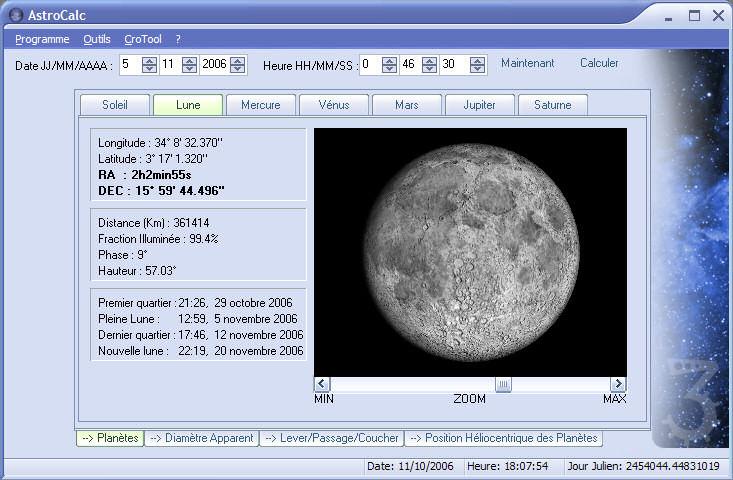 AstroCalc
Programme Outils CroTool ?
Date JJ/MM/AAAA : 5 11 2006 Heure HH/MM/SS : 0 46 30 Maintenant Calculer
Soleil Lune Mercure Vénus Mars Jupiter Saturne
Longitude : 34° 8' 32.370''
Latitude : 3° 17' 1.320''
RA : 2h2min55s
DEC : 15° 59' 44.496''
Distance (Km) : 361414
Fraction Illuminée : 99.4%
Phase : 9°
Hauteur : 57.03°
Premier quartier : 21:26, 29 octobre 2006
Pleine Lune : 12:59, 5 novembre 2006
Dernier quartier : 17:46, 12 novembre 2006
Nouvelle lune : 22:19, 20 novembre 2006
MIN ZOOM MAX
3
--> Planètes --> Diamètre Apparent --> Lever/Passage/Coucher --> Position Héliocentrique des Planètes
Date: 11/10/2006 Heure: 18:07:54 Jour Julien: 2454044.44831019